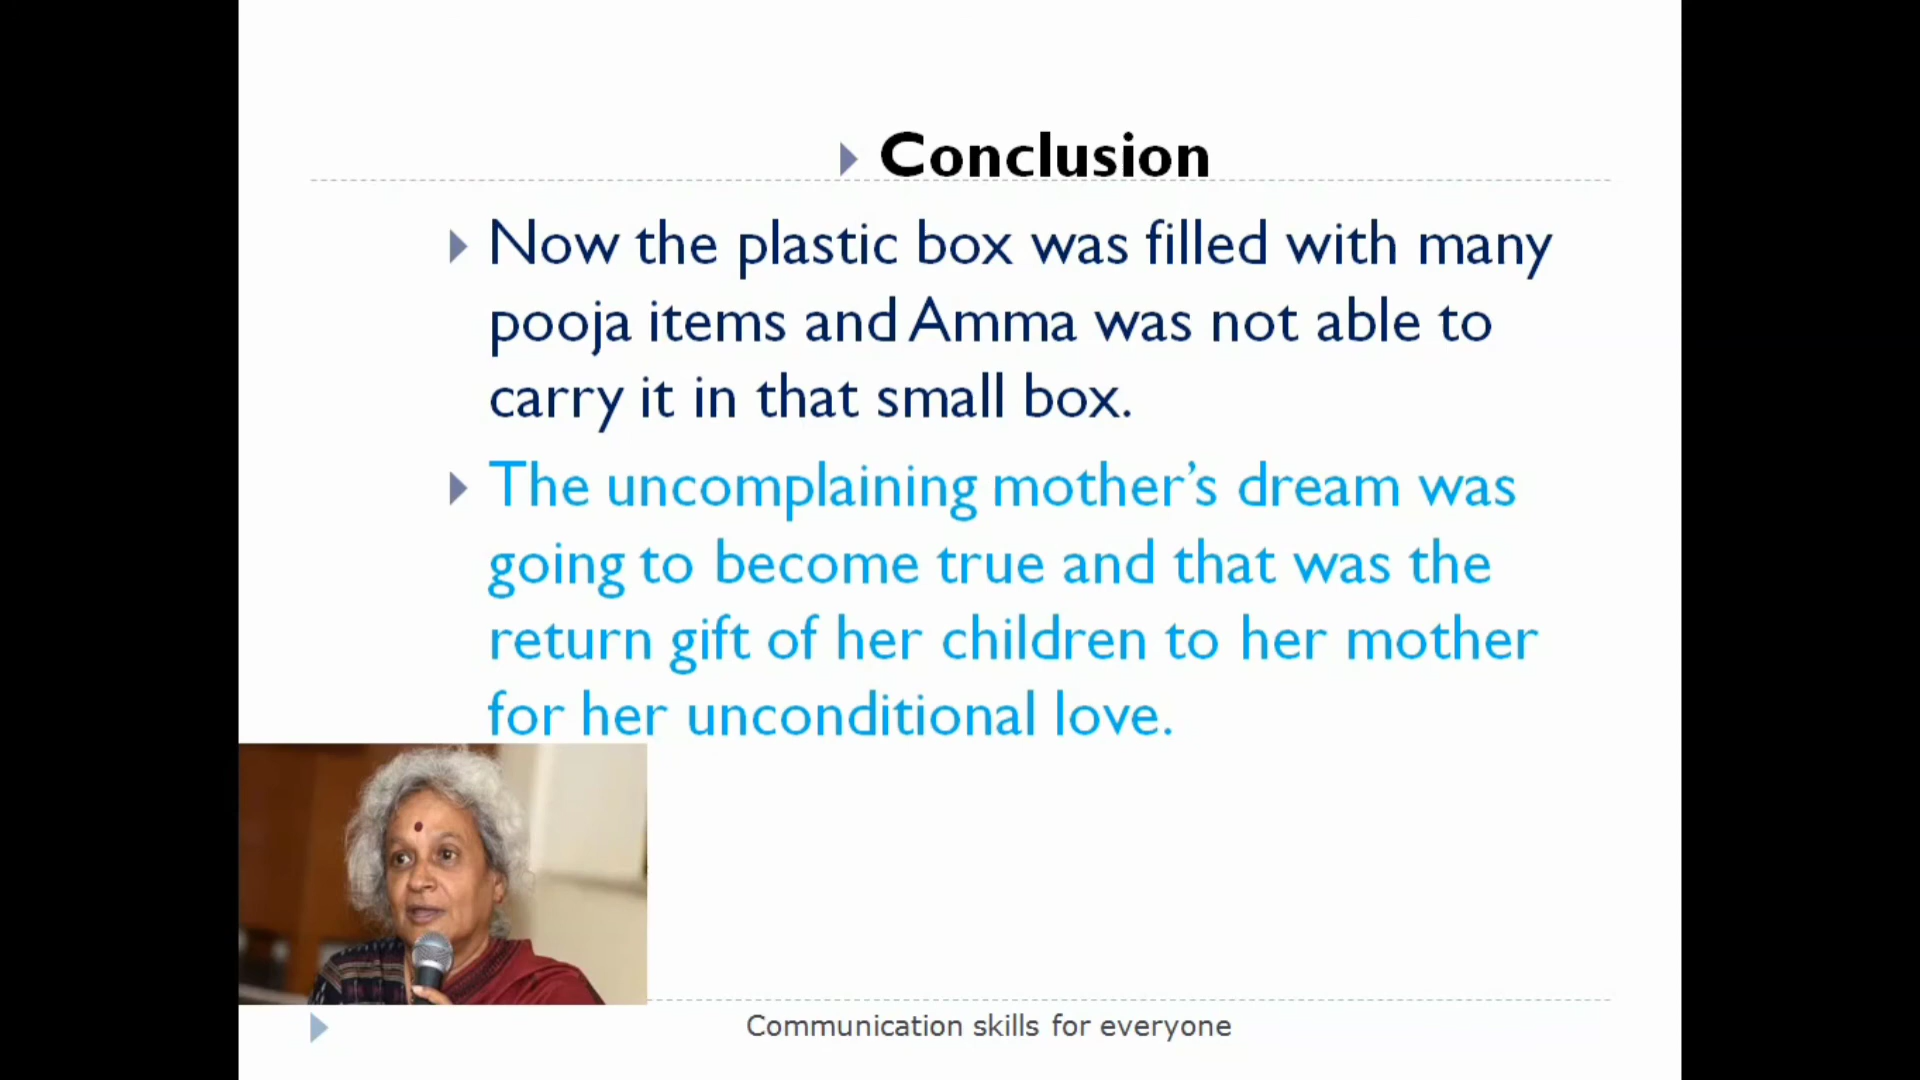 Conclusion
Now the plastic box was filled with many
pooja items and Amma was not able to
carry it in that small box.
The uncomplaining mother’s dream was
going to become true and that was the
return gift of her children to her mother
for her unconditional love.
Communication skills for everyone